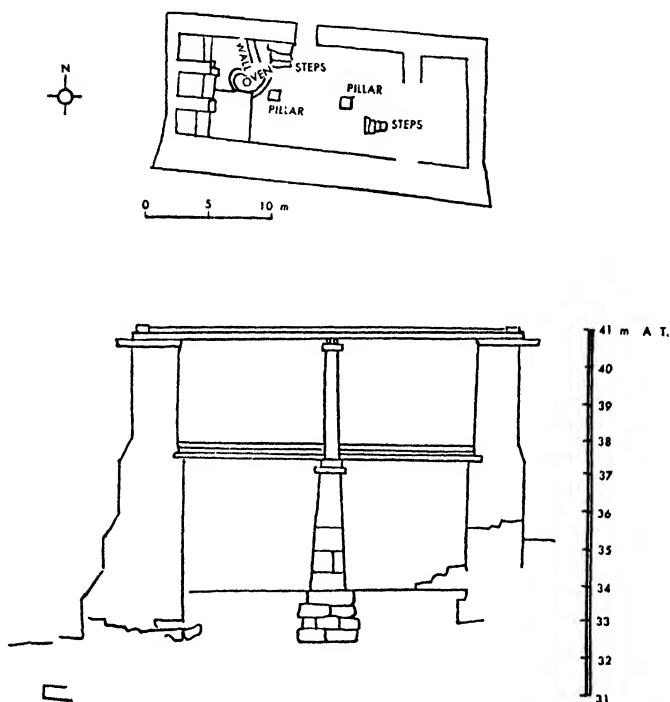 N
WALL
OVEN
STEPS
PILLAR
PILLAR
STEPS
0 5 10 m
41 m A T.
40
39
38
37
36
35
34
33
32
31